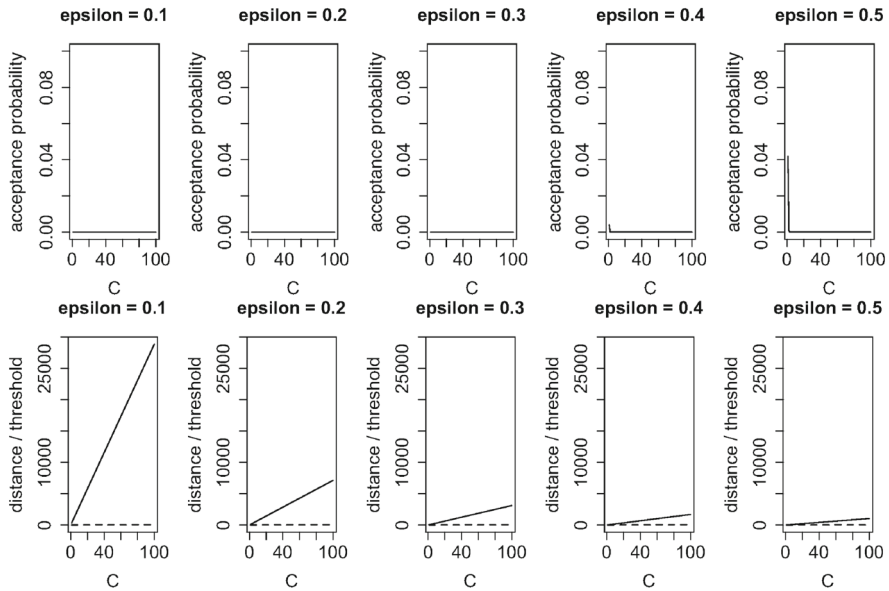 epsilon = 0.1 epsilon = 0.2 epsilon = 0.3 epsilon = 0.4 epsilon = 0.5
acceptance probability acceptance probability acceptance probability acceptance probability acceptance probability
0.08 0.08 0.08 0.08 0.08
0.04 0.04 0.04 0.04 0.04
0.00 0.00 0.00 0.00 0.00
0 40 100 0 40 100 0 40 100 0 40 100 0 40 100
C C C C C
epsilon = 0.1 epsilon = 0.2 epsilon = 0.3 epsilon = 0.4 epsilon = 0.5
distance / threshold distance / threshold distance / threshold distance / threshold distance / threshold
25000 25000 25000 25000 25000
10000 10000 10000 10000 10000
0 0 0 0 0
0 40 100 0 40 100 0 40 100 0 40 100 0 40 100
C C C C C